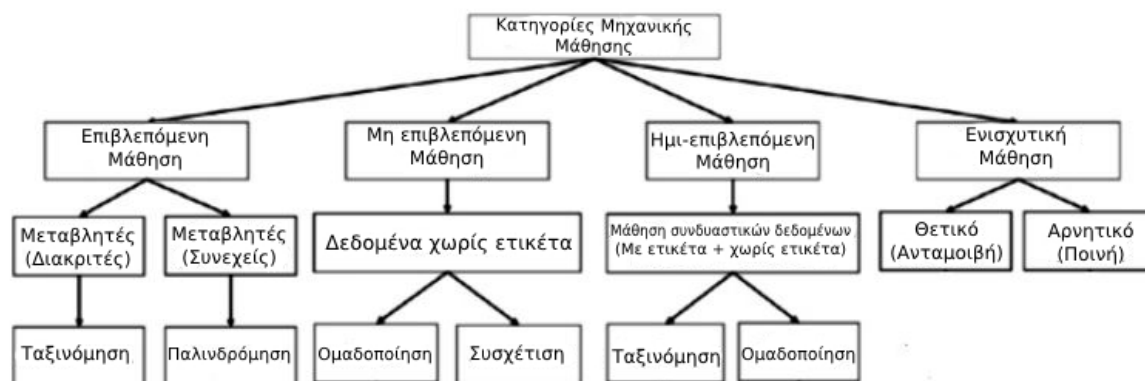 Κατηγορίες Μηχανικής
Μάθησης
Επιβλεπόμενη
Μάθηση
Μη επιβλεπόμενη
Μάθηση
Ημι-επιβλεπόμενη
Μάθηση
Ενισχυτική
Μάθηση
Μεταβλητές
(Διακριτές)
Μεταβλητές
(Συνεχείς)
Δεδομένα χωρίς ετικέτα
Μάθηση συνδυαστικών δεδομένων
(Με ετικέτα + χωρίς ετικέτα)
Θετικό
(Ανταμοιβή)
Αρνητικό
(Ποινή)
Ταξινόμηση
Παλινδρόμηση
Ομαδοποίηση
Συσχέτιση
Ταξινόμηση
Ομαδοποίηση